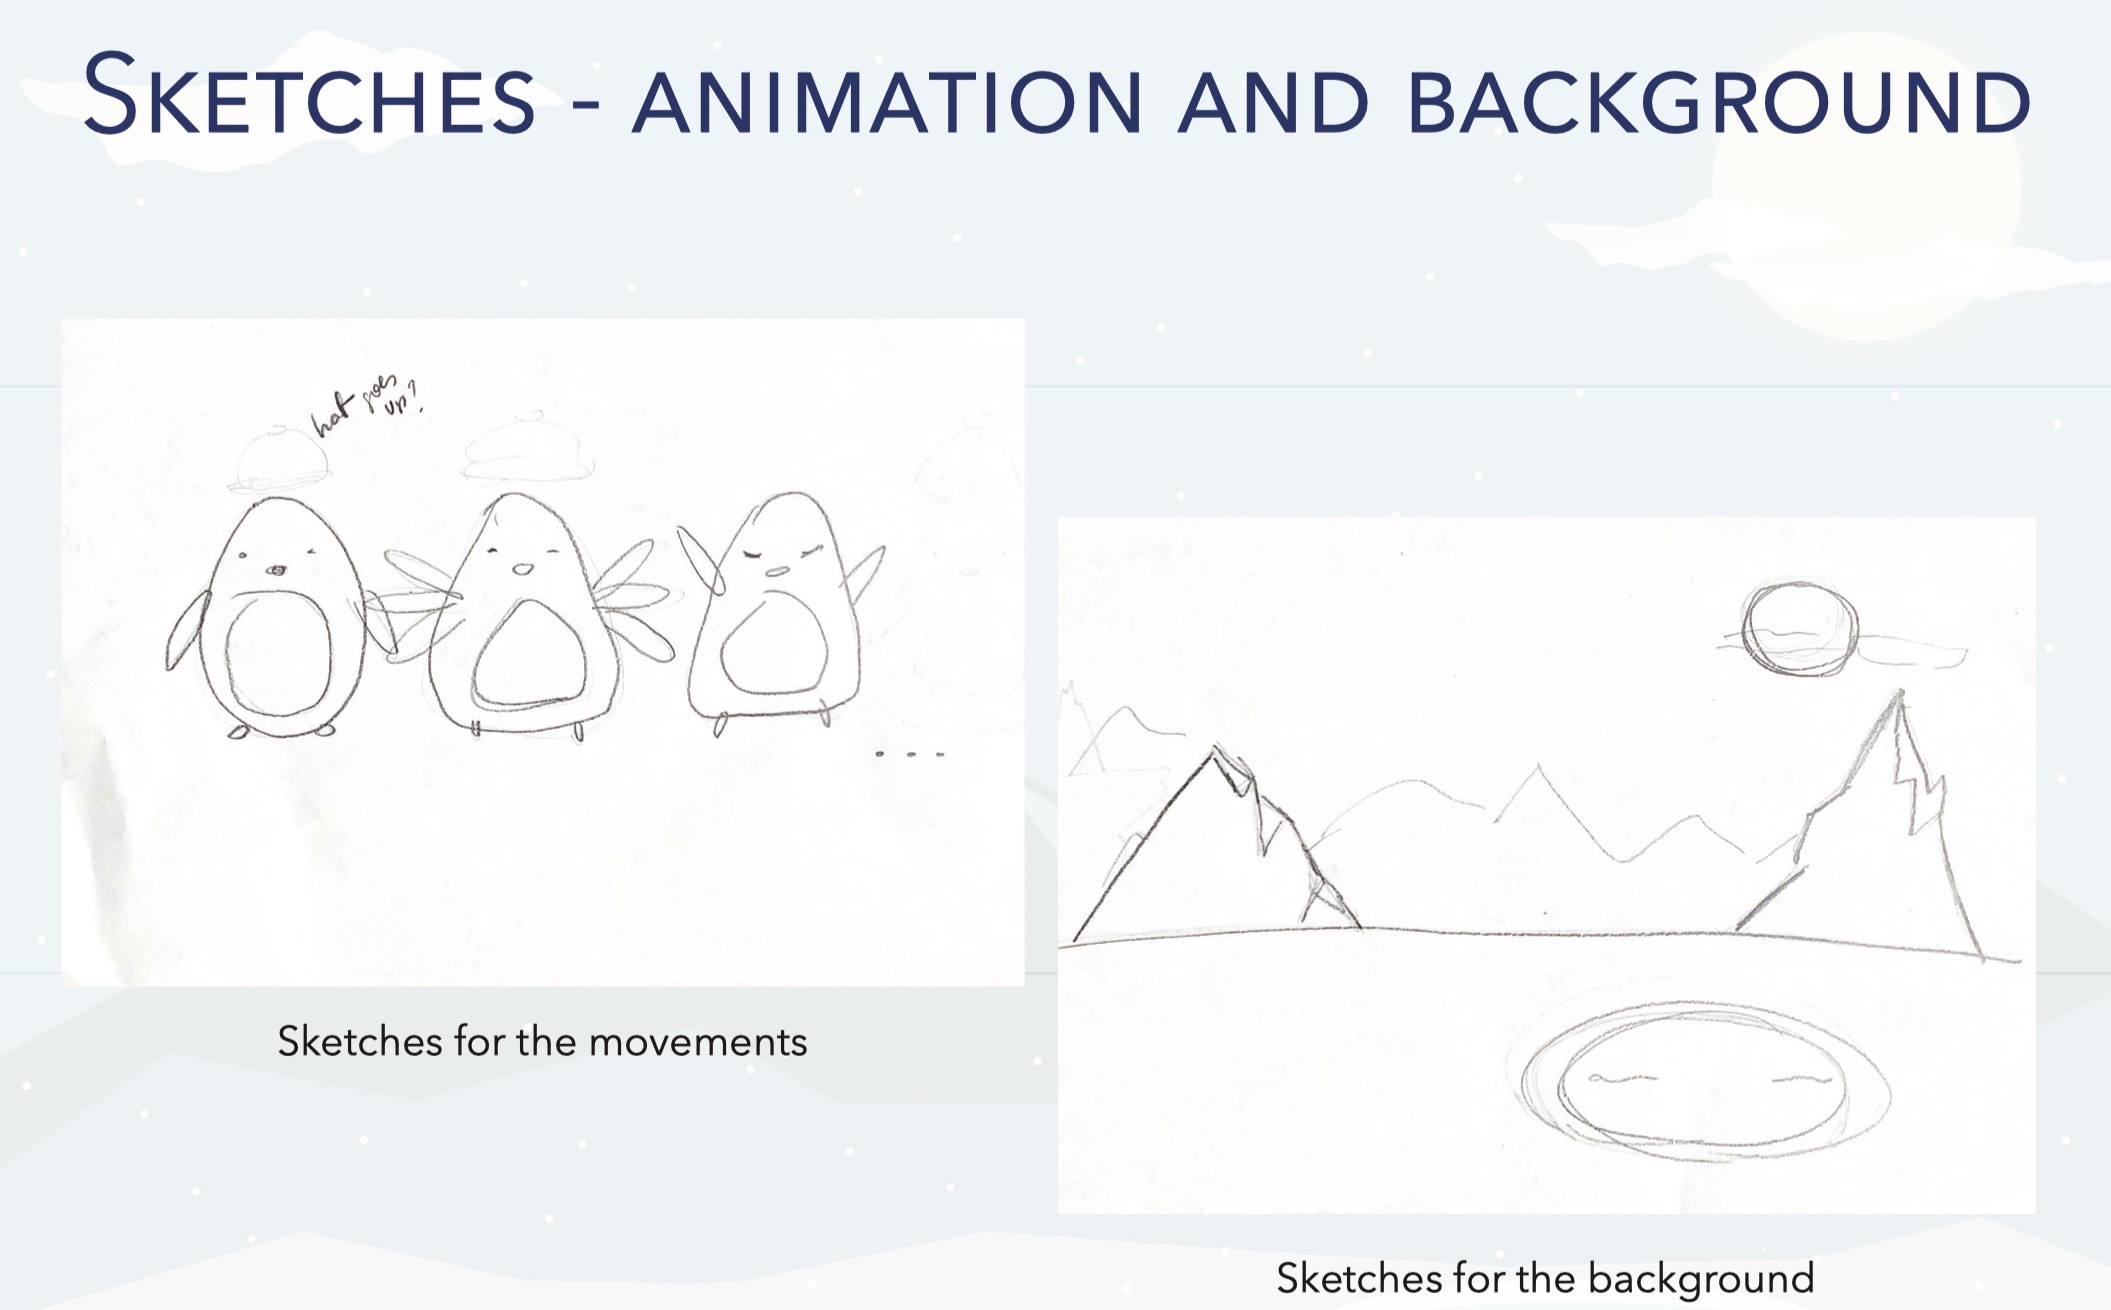 Sketches - animation and background
hat goes
up?
Sketches for the movements
Sketches for the background